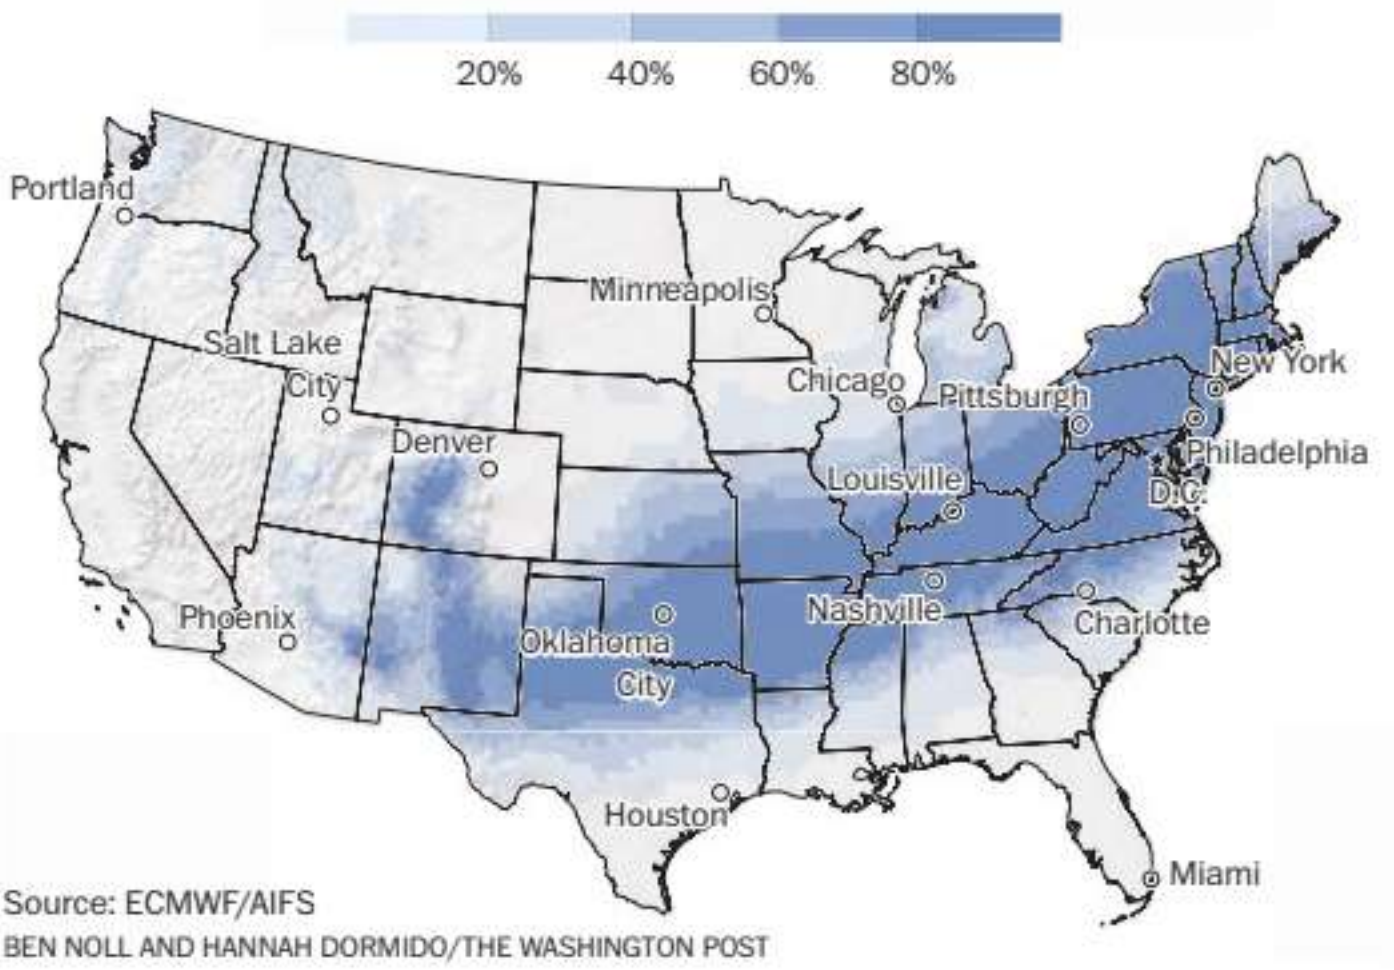 20% 40% 60% 80%
Portland
Minneapolis
Salt Lake
City
New York
Chicago
Pittsburgh
Denver
Philadelphia
Louisville
D.C.
Phoenix
Nashville
Charlotte
Oklahoma
City
Houston
Miami
Source: ECMWF/AIFS
BEN NOLL AND HANNAH DORMIDO/THE WASHINGTON POST